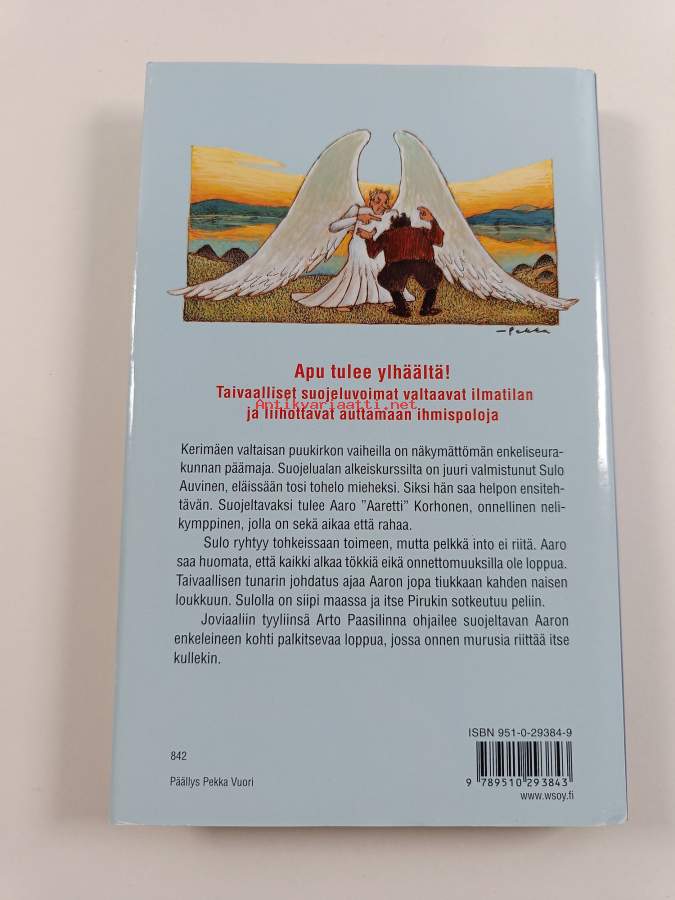 Pekka
Apu tulee ylhäältä!
Taivaalliset suojeluvoimat valtaavat ilmatilan
Antikvariaatti.net
ja liihottavat auttamaan ihmispoloja
Kerimäen valtaisan puukirkon vaiheilla on näkymättömän enkeliseura-
kunnan päämaja. Suojelualan alkeiskurssilta on juuri valmistunut Sulo
Auvinen, eläissään tosi tohelo mieheksi. Siksi hän saa helpon ensiteh-
tävän. Suojeltavaksi tulee Aaro "Aaretti" Korhonen, onnellinen neli-
kymppinen, jolla on sekä aikaa että rahaa.
Sulo ryhtyy tohkeissaan toimeen, mutta pelkkä into ei riitä. Aaro
saa huomata, että kaikki alkaa tökkiä eikä onnettomuuksilla ole loppua.
Taivaallisen tunarin johdatus ajaa Aaron jopa tiukkaan kahden naisen
loukkuun. Sulolla on siipi maassa ja itse Pirukin sotkeutuu peliin.
Joviaaliin tyyliinsä Arto Paasilinna ohjailee suojeltavan Aaron
enkeleineen kohti palkitsevaa loppua, jossa onnen murusia riittää itse
kullekin.
ISBN 951-0-29384-9
842
Päällys Pekka Vuori
9 789510 293843
www.wsoy.fi